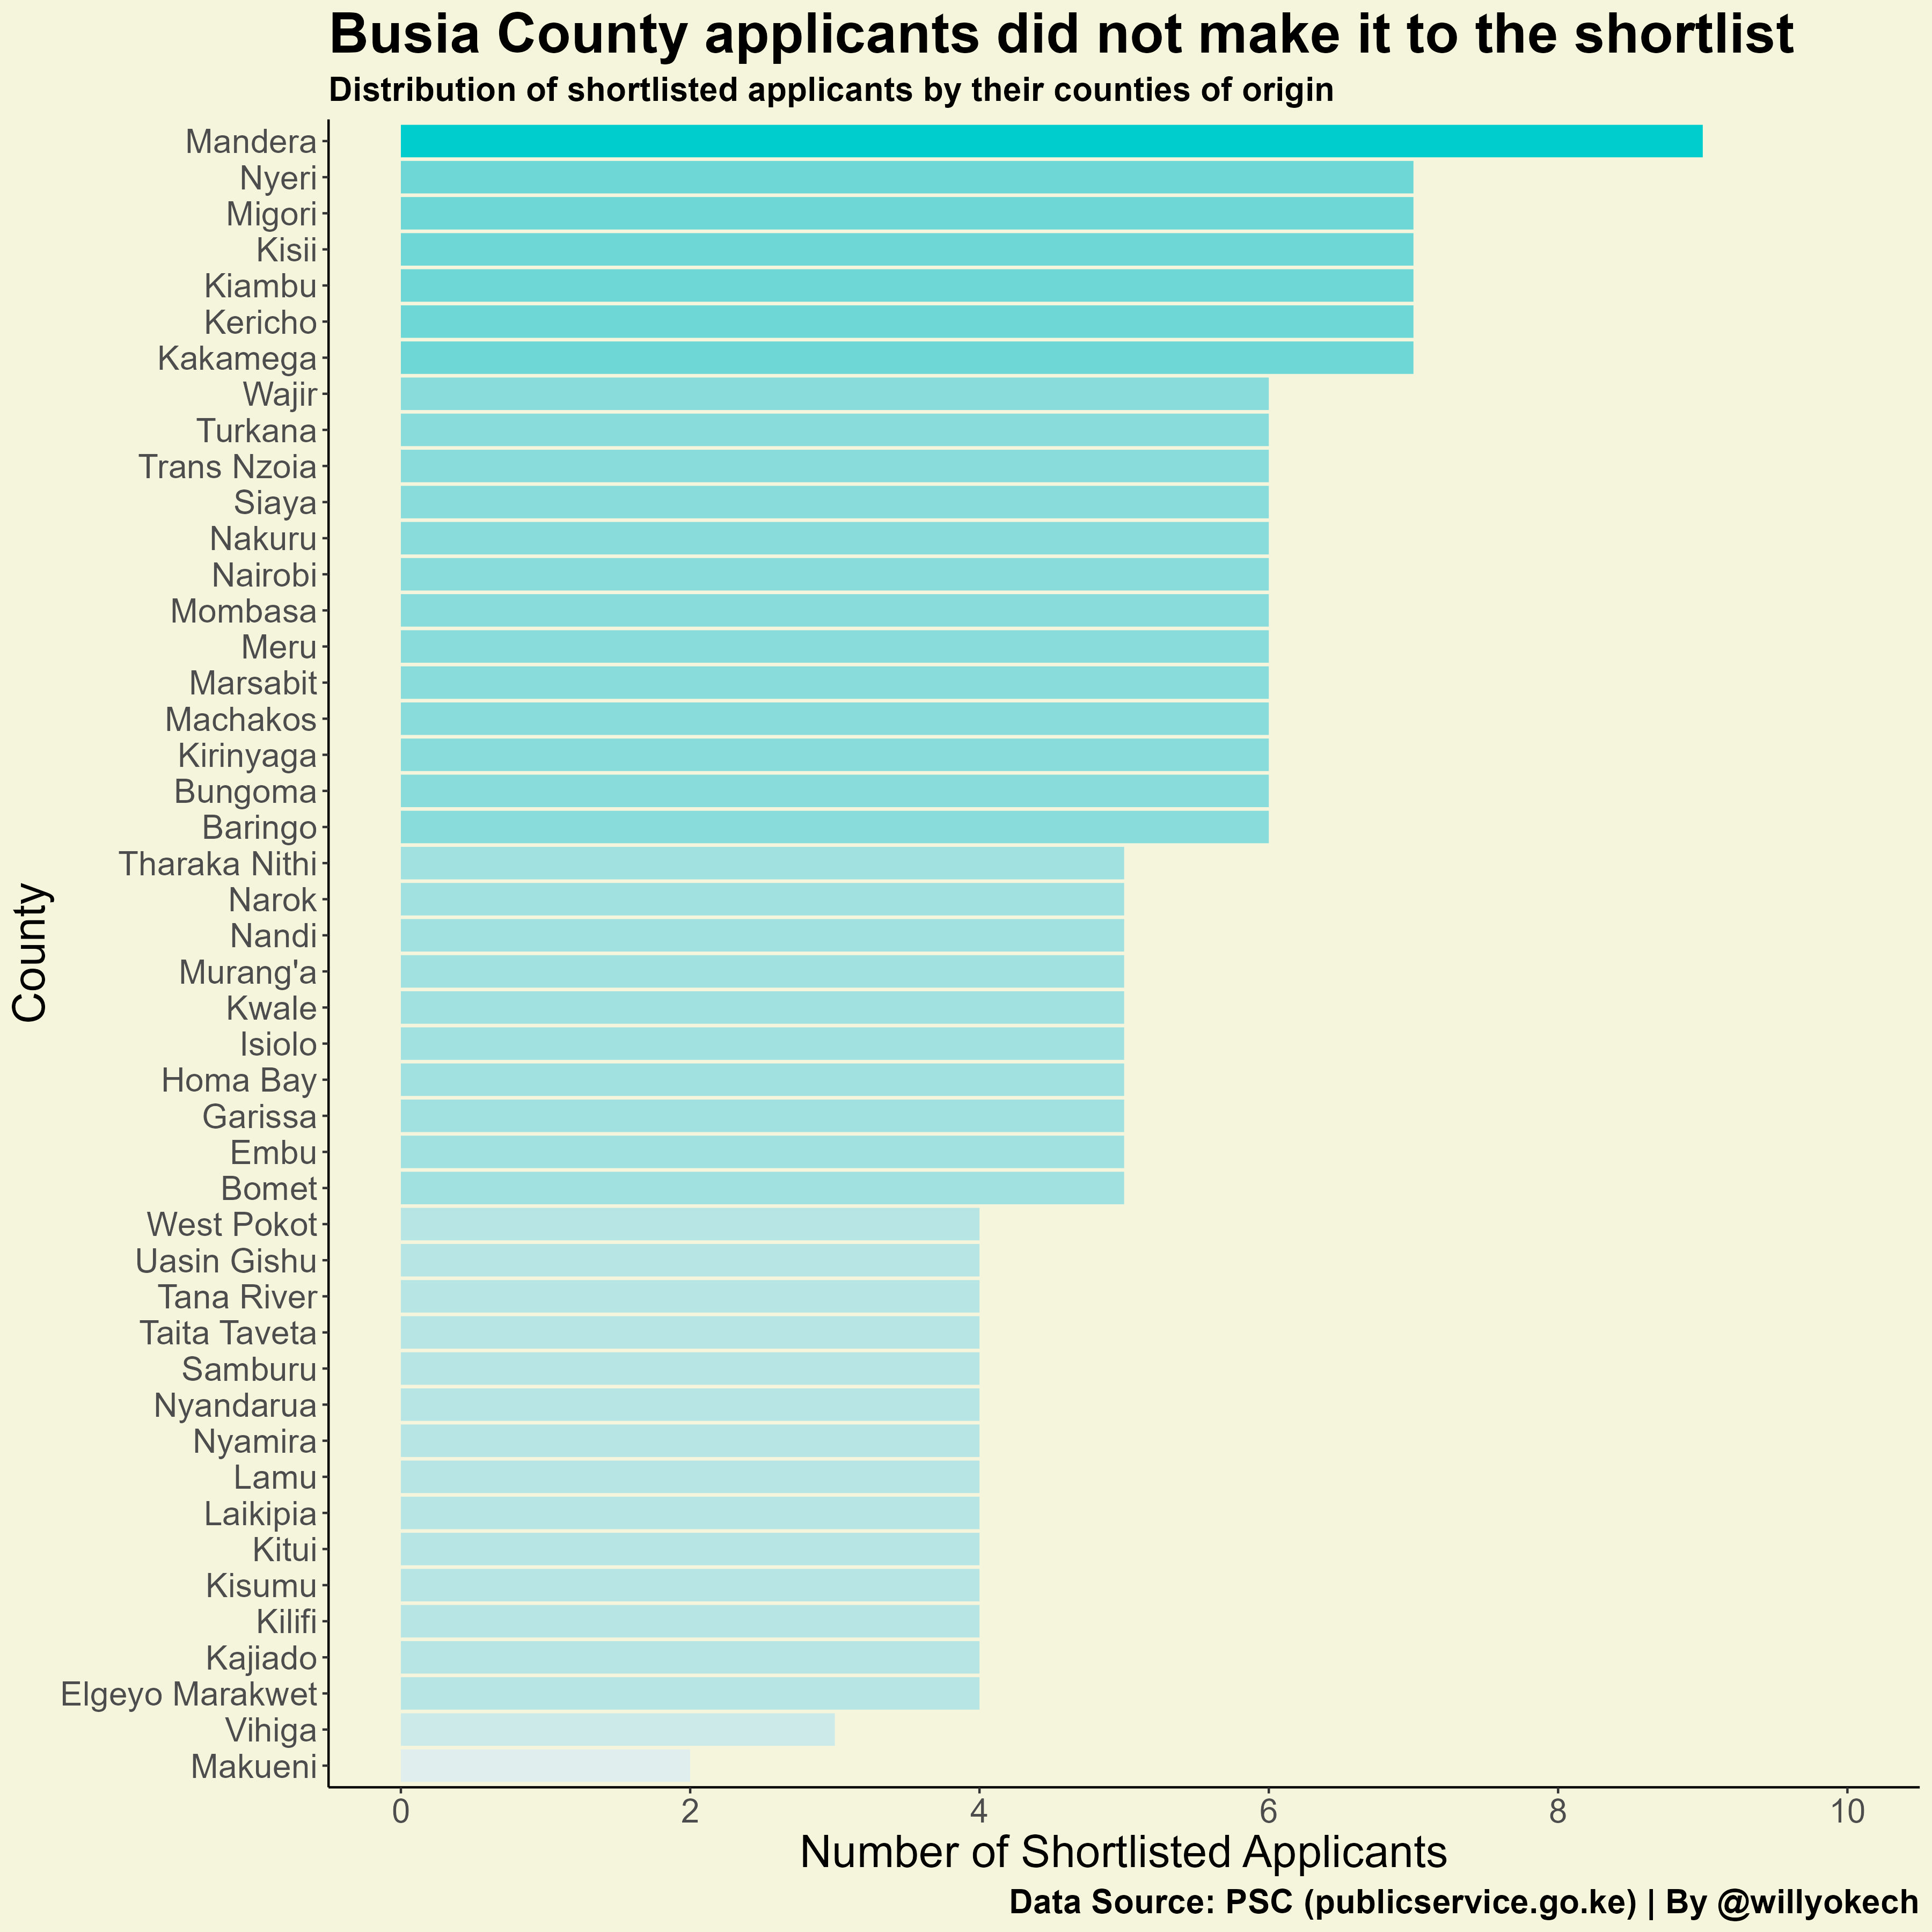 Busia County applicants did not make it to the shortlist
Distribution of shortlisted applicants by their counties of origin
County
Mandera
Nyeri
Migori
Kisii
Kiambu
Kericho
Kakamega
Wajir
Turkana
Trans Nzoia
Siaya
Nakuru
Nairobi
Mombasa
Meru
Marsabit
Machakos
Kirinyaga
Bungoma
Baringo
Tharaka Nithi
Narok
Nandi
Murang'a
Kwale
Isiolo
Homa Bay
Garissa
Embu
Bomet
West Pokot
Uasin Gishu
Tana River
Taita Taveta
Samburu
Nyandarua
Nyamira
Lamu
Laikipia
Kitui
Kisumu
Kilifi
Kajiado
Elgeyo Marakwet
Vihiga
Makueni
0 2 4 6 8 10
Number of Shortlisted Applicants
Data Source: PSC (publicservice.go.ke) | By @willyokech